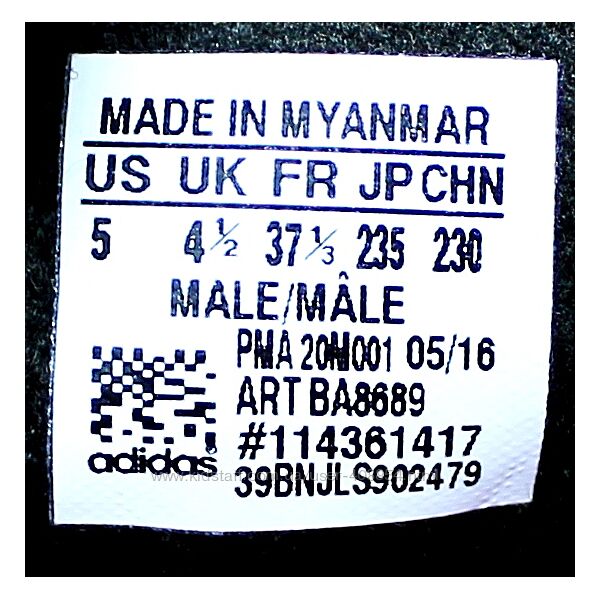 MADE IN MYANMAR
US UK FR JP CHN
5 4½ 37⅓ 235 230
MALE/MÂLE
PMA 20M001 05/16
ART BA8689
#114361417
adidas
39BNJLS902479